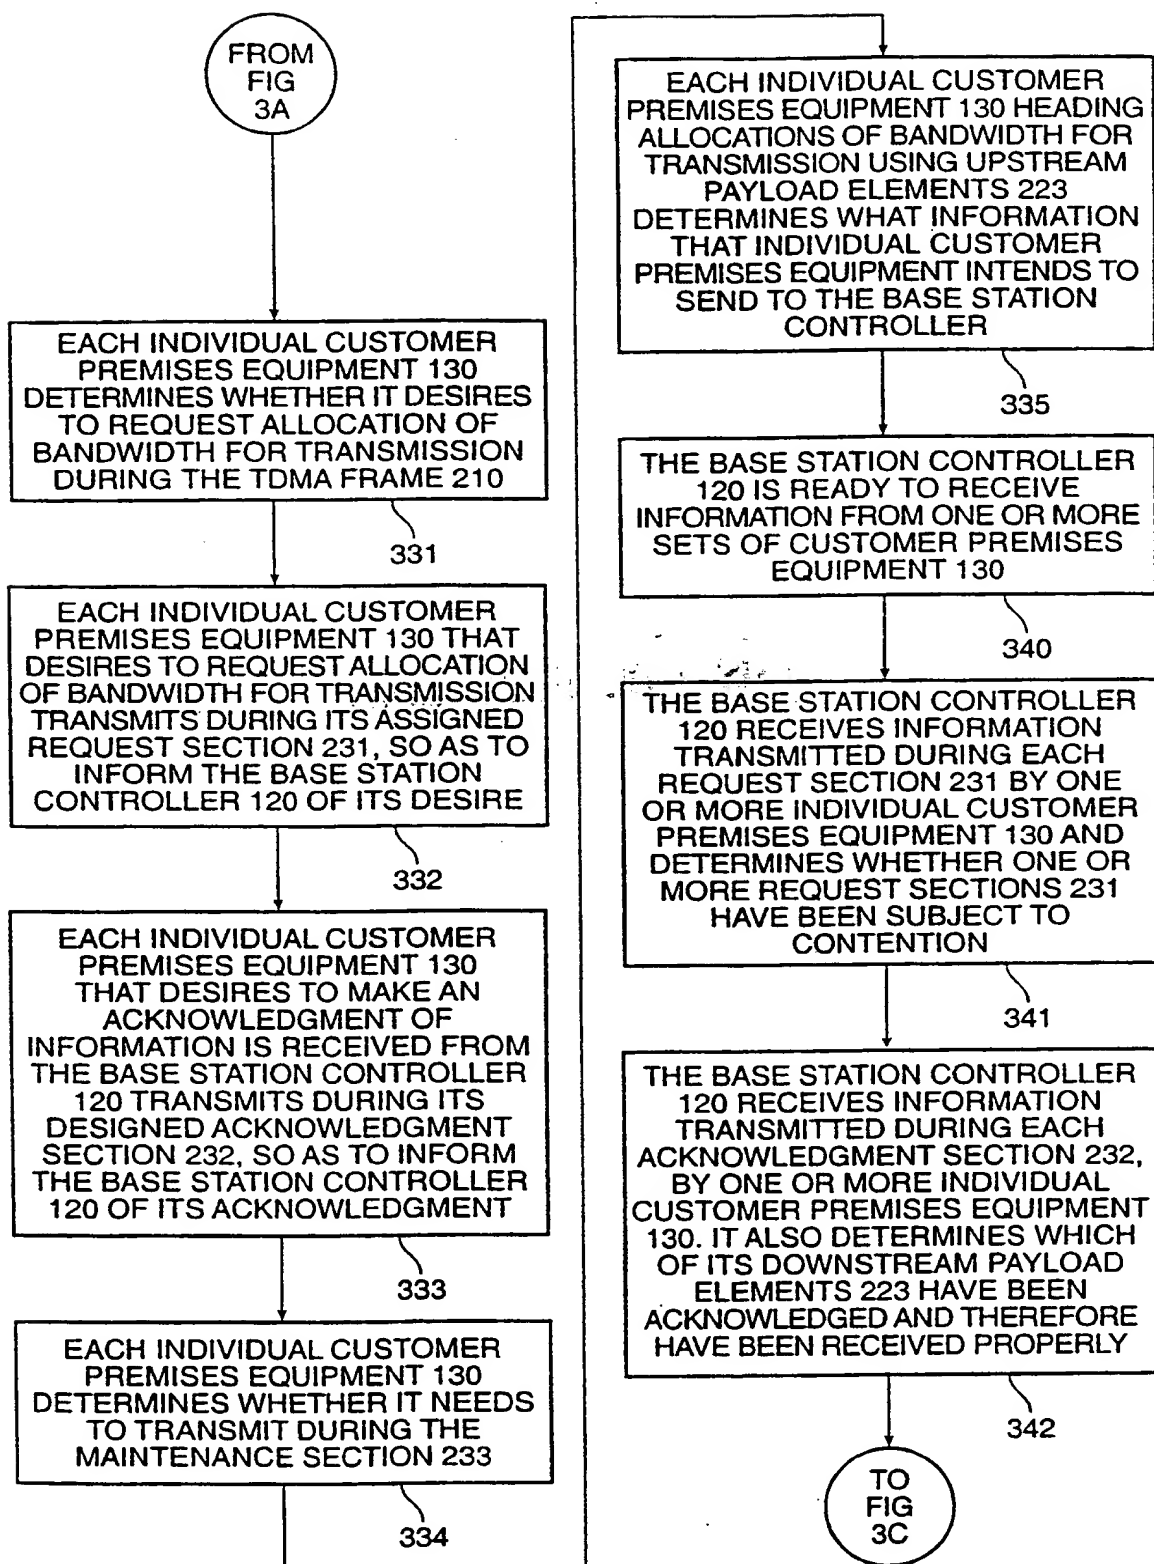 FROM
FIG
3A
EACH INDIVIDUAL CUSTOMER
PREMISES EQUIPMENT 130
DETERMINES WHETHER IT DESIRES
TO REQUEST ALLOCATION OF
BANDWIDTH FOR TRANSMISSION
DURING THE TDMA FRAME 210
331
EACH INDIVIDUAL CUSTOMER
PREMISES EQUIPMENT 130 THAT
DESIRES TO REQUEST ALLOCATION
OF BANDWIDTH FOR TRANSMISSION
TRANSMITS DURING ITS ASSIGNED
REQUEST SECTION 231, SO AS TO
INFORM THE BASE STATION
CONTROLLER 120 OF ITS DESIRE
332
EACH INDIVIDUAL CUSTOMER
PREMISES EQUIPMENT 130
THAT DESIRES TO MAKE AN
ACKNOWLEDGMENT OF
INFORMATION IS RECEIVED FROM
THE BASE STATION CONTROLLER
120 TRANSMITS DURING ITS
DESIGNED ACKNOWLEDGMENT
SECTION 232, SO AS TO INFORM
THE BASE STATION CONTROLLER
120 OF ITS ACKNOWLEDGMENT
333
EACH INDIVIDUAL CUSTOMER
PREMISES EQUIPMENT 130
DETERMINES WHETHER IT NEEDS
TO TRANSMIT DURING THE
MAINTENANCE SECTION 233
334
EACH INDIVIDUAL CUSTOMER
PREMISES EQUIPMENT 130 HEADING
ALLOCATIONS OF BANDWIDTH FOR
TRANSMISSION USING UPSTREAM
PAYLOAD ELEMENTS 223
DETERMINES WHAT INFORMATION
THAT INDIVIDUAL CUSTOMER
PREMISES EQUIPMENT INTENDS TO
SEND TO THE BASE STATION
CONTROLLER
335
THE BASE STATION CONTROLLER
120 IS READY TO RECEIVE
INFORMATION FROM ONE OR MORE
SETS OF CUSTOMER PREMISES
EQUIPMENT 130
340
THE BASE STATION CONTROLLER
120 RECEIVES INFORMATION
TRANSMITTED DURING EACH
REQUEST SECTION 231 BY ONE
OR MORE INDIVIDUAL CUSTOMER
PREMISES EQUIPMENT 130 AND
DETERMINES WHETHER ONE OR
MORE REQUEST SECTIONS 231
HAVE BEEN SUBJECT TO
CONTENTION
341
THE BASE STATION CONTROLLER
120 RECEIVES INFORMATION
TRANSMITTED DURING EACH
ACKNOWLEDGMENT SECTION 232,
BY ONE OR MORE INDIVIDUAL
CUSTOMER PREMISES EQUIPMENT
130. IT ALSO DETERMINES WHICH
OF ITS DOWNSTREAM PAYLOAD
ELEMENTS 223 HAVE BEEN
ACKNOWLEDGED AND THEREFORE
HAVE BEEN RECEIVED PROPERLY
342
TO
FIG
3C